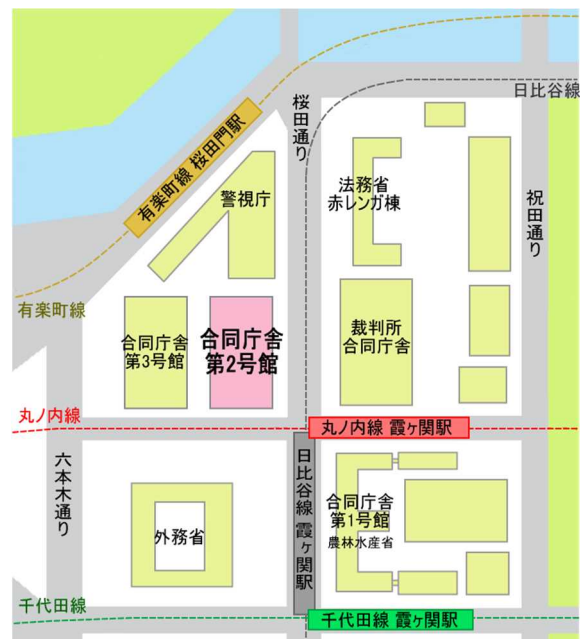 日比谷線
桜田通り
有楽町線 桜田門駅
警視庁
法務省
赤レンガ棟
祝田通り
有楽町線
合同庁舎
第3号館
合同庁舎
第2号館
裁判所
合同庁舎
丸ノ内線
丸ノ内線 霞ヶ関駅
六本木通り
日比谷線 霞ヶ関駅
外務省
合同庁舎
第1号館
農林水産省
千代田線
千代田線 霞ヶ関駅